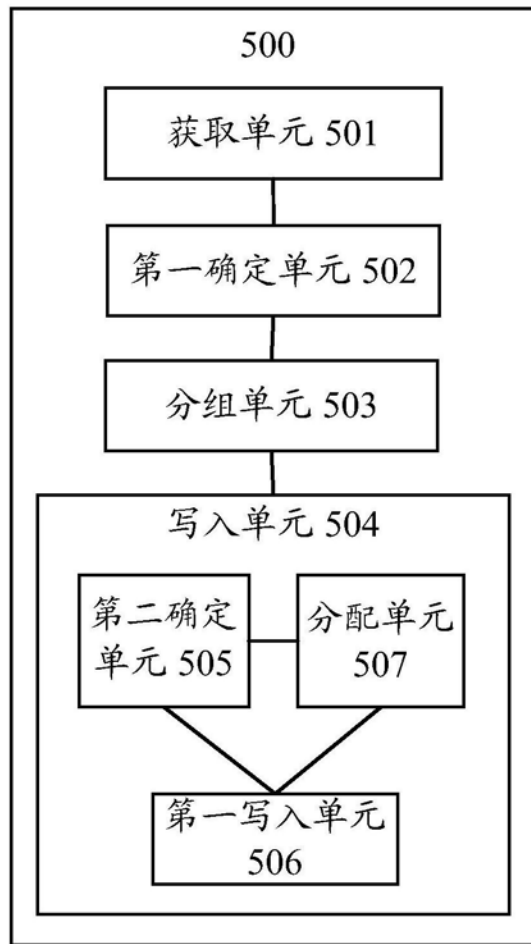 500
获取单元 501
第一确定单元 502
分组单元 503
写入单元 504
第二确定
单元 505
分配单元
507
第一写入单元
506